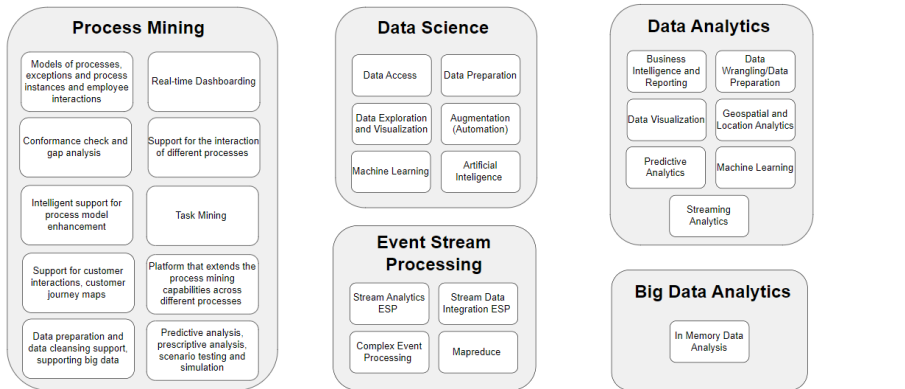 Process Mining
Models of processes,
exceptions and process
instances and employee
interactions
Real-time Dashboarding
Conformance check and
gap analysis
Support for the interaction
of different processes
Intelligent support for
process model
enhancement
Task Mining
Support for customer
interactions, customer
journey maps
Platform that extends the
process mining
capabilities across
different processes
Data preparation and
data cleansing support,
supporting big data
Predictive analysis,
prescriptive analysis,
scenario testing and
simulation
Data Science
Data Access
Data Preparation
Data Exploration
and Visualization
Augmentation
(Automation)
Machine Learning
Artificial
Inteligence
Event Stream
Processing
Stream Analytics
ESP
Stream Data
Integration ESP
Complex Event
Processing
Mapreduce
Data Analytics
Business
Intelligence and
Reporting
Data
Wrangling/Data
Preparation
Data Visualization
Geospatial and
Location Analytics
Predictive
Analytics
Machine Learning
Streaming
Analytics
Big Data Analytics
In Memory Data
Analysis